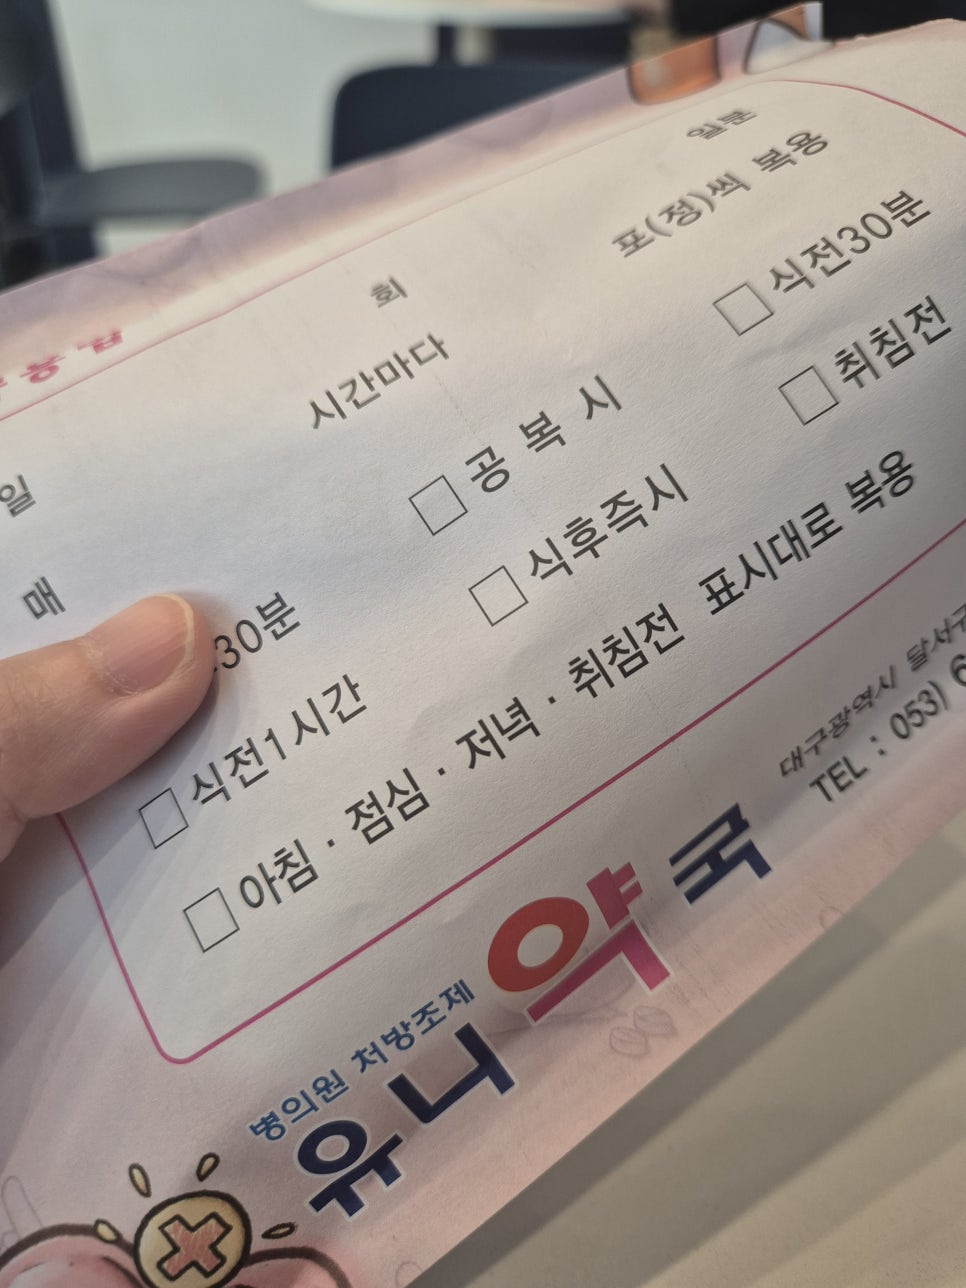 일분
일 회 포(정)씩 복용
매 시간마다 □ 식전30분
30분 □ 공 복 시 □ 취침전
□ 식전1시간 □ 식후즉시
□ 아침 · 점심 · 저녁 · 취침전 표시대로 복용
병의원 처방조제
유니약국
대구광역시 달서구
TEL : 053) 6